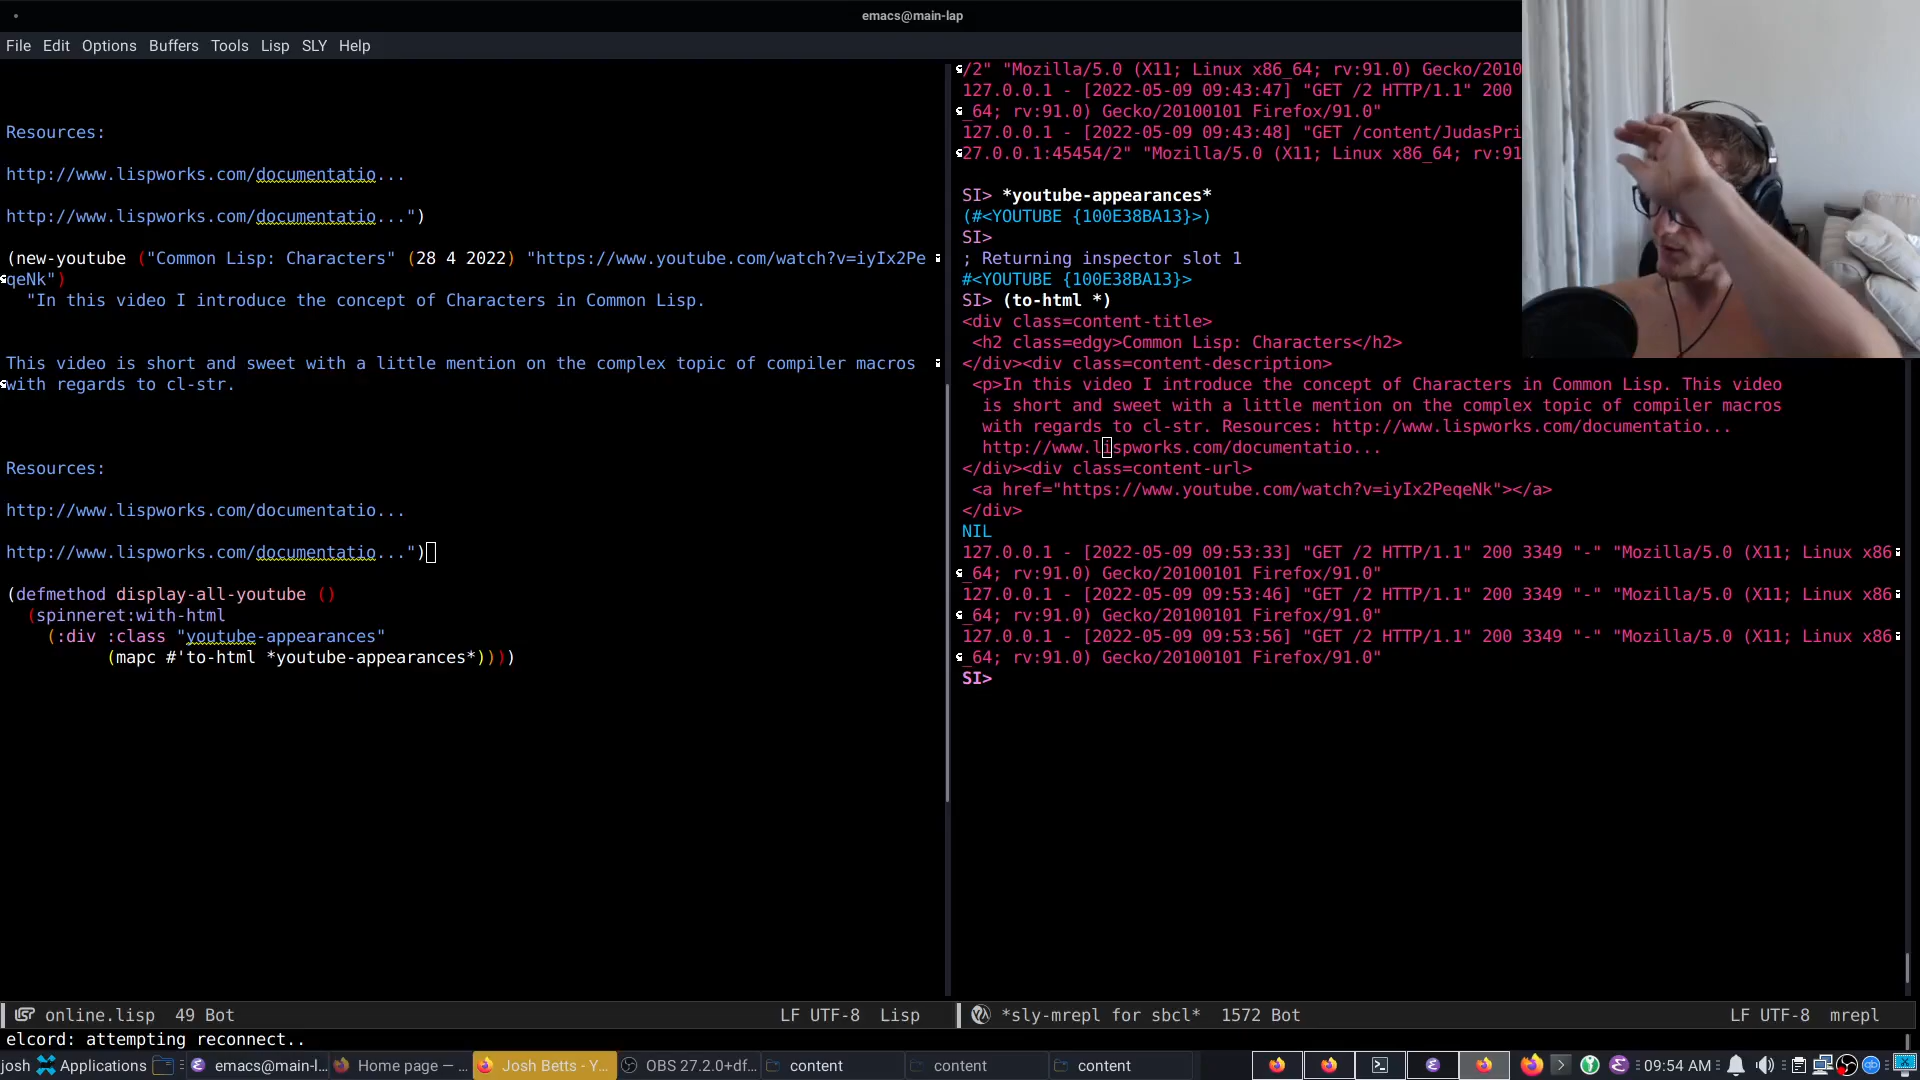 emacs@main-lap
File Edit Options Buffers Tools Lisp SLY Help
Resources:
http://www.lispworks.com/documentatio...
http://www.lispworks.com/documentatio...")
(new-youtube ("Common Lisp: Characters" (28 4 2022) "https://www.youtube.com/watch?v=iyIx2Pe
qeNk")
"In this video I introduce the concept of Characters in Common Lisp.
This video is short and sweet with a little mention on the complex topic of compiler macros
with regards to cl-str.
Resources:
http://www.lispworks.com/documentatio...
http://www.lispworks.com/documentatio...")
(defmethod display-all-youtube ()
(spinneret:with-html
(:div :class "youtube-appearances"
(mapc #'to-html *youtube-appearances*))))
/2" "Mozilla/5.0 (X11; Linux x86_64; rv:91.0) Gecko/2010
127.0.0.1 - [2022-05-09 09:43:47] "GET /2 HTTP/1.1" 200
_64; rv:91.0) Gecko/20100101 Firefox/91.0"
127.0.0.1 - [2022-05-09 09:43:48] "GET /content/JudasPri
27.0.0.1:45454/2" "Mozilla/5.0 (X11; Linux x86_64; rv:91
SI> *youtube-appearances*
(#<YOUTUBE {100E38BA13}>)
SI>
; Returning inspector slot 1
#<YOUTUBE {100E38BA13}>
SI> (to-html *)
<div class=content-title>
<h2 class=edgy>Common Lisp: Characters</h2>
</div><div class=content-description>
<p>In this video I introduce the concept of Characters in Common Lisp. This video
is short and sweet with a little mention on the complex topic of compiler macros
with regards to cl-str. Resources: http://www.lispworks.com/documentatio...
http://www.lispworks.com/documentatio...
</div><div class=content-url>
<a href="https://www.youtube.com/watch?v=iyIx2PeqeNk"></a>
</div>
NIL
127.0.0.1 - [2022-05-09 09:53:33] "GET /2 HTTP/1.1" 200 3349 "-" "Mozilla/5.0 (X11; Linux x86
_64; rv:91.0) Gecko/20100101 Firefox/91.0"
127.0.0.1 - [2022-05-09 09:53:46] "GET /2 HTTP/1.1" 200 3349 "-" "Mozilla/5.0 (X11; Linux x86
_64; rv:91.0) Gecko/20100101 Firefox/91.0"
127.0.0.1 - [2022-05-09 09:53:56] "GET /2 HTTP/1.1" 200 3349 "-" "Mozilla/5.0 (X11; Linux x86
_64; rv:91.0) Gecko/20100101 Firefox/91.0"
SI>
online.lisp 49 Bot LF UTF-8 Lisp
*sly-mrepl for sbcl* 1572 Bot LF UTF-8 mrepl
elcord: attempting reconnect..
josh Applications emacs@main-l... Home page — ... Josh Betts - Y... OBS 27.2.0+df... content content content 09:54 AM